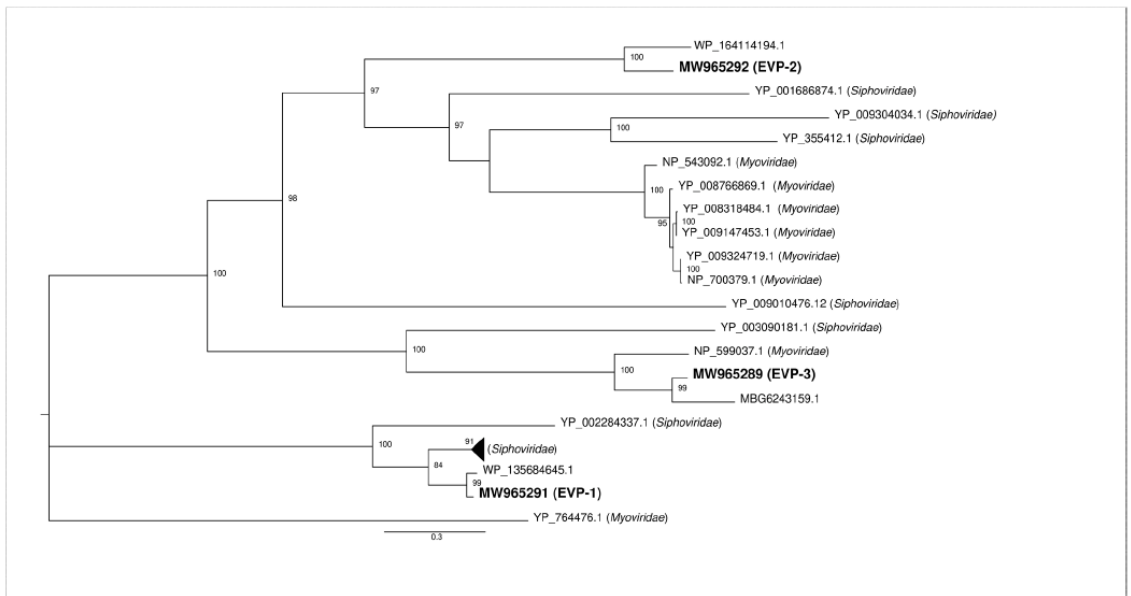 WP_164114194.1
100
MW965292 (EVP-2)
97
YP_001686874.1 (Siphoviridae)
97
YP_009304034.1 (Siphoviridae)
100
YP_355412.1 (Siphoviridae)
NP_543092.1 (Myoviridae)
100
YP_008766869.1 (Myoviridae)
98
YP_008318484.1 (Myoviridae)
95
100
YP_009147453.1 (Myoviridae)
YP_009324719.1 (Myoviridae)
100
100
NP_700379.1 (Myoviridae)
YP_009010476.12 (Siphoviridae)
YP_003090181.1 (Siphoviridae)
100
NP_599037.1 (Myoviridae)
100
MW965289 (EVP-3)
99
MBG6243159.1
YP_002284337.1 (Siphoviridae)
100
91
(Siphoviridae)
84
WP_135684645.1
99
MW965291 (EVP-1)
YP_764476.1 (Myoviridae)
0.3